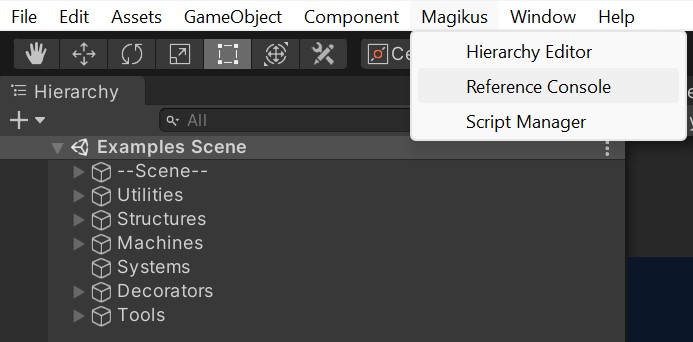 File Edit Assets GameObject Component Magikus Window Help
Hierarchy Editor
Reference Console
Script Manager
Hierarchy
All
Examples Scene
--Scene--
Utilities
Structures
Machines
Systems
Decorators
Tools